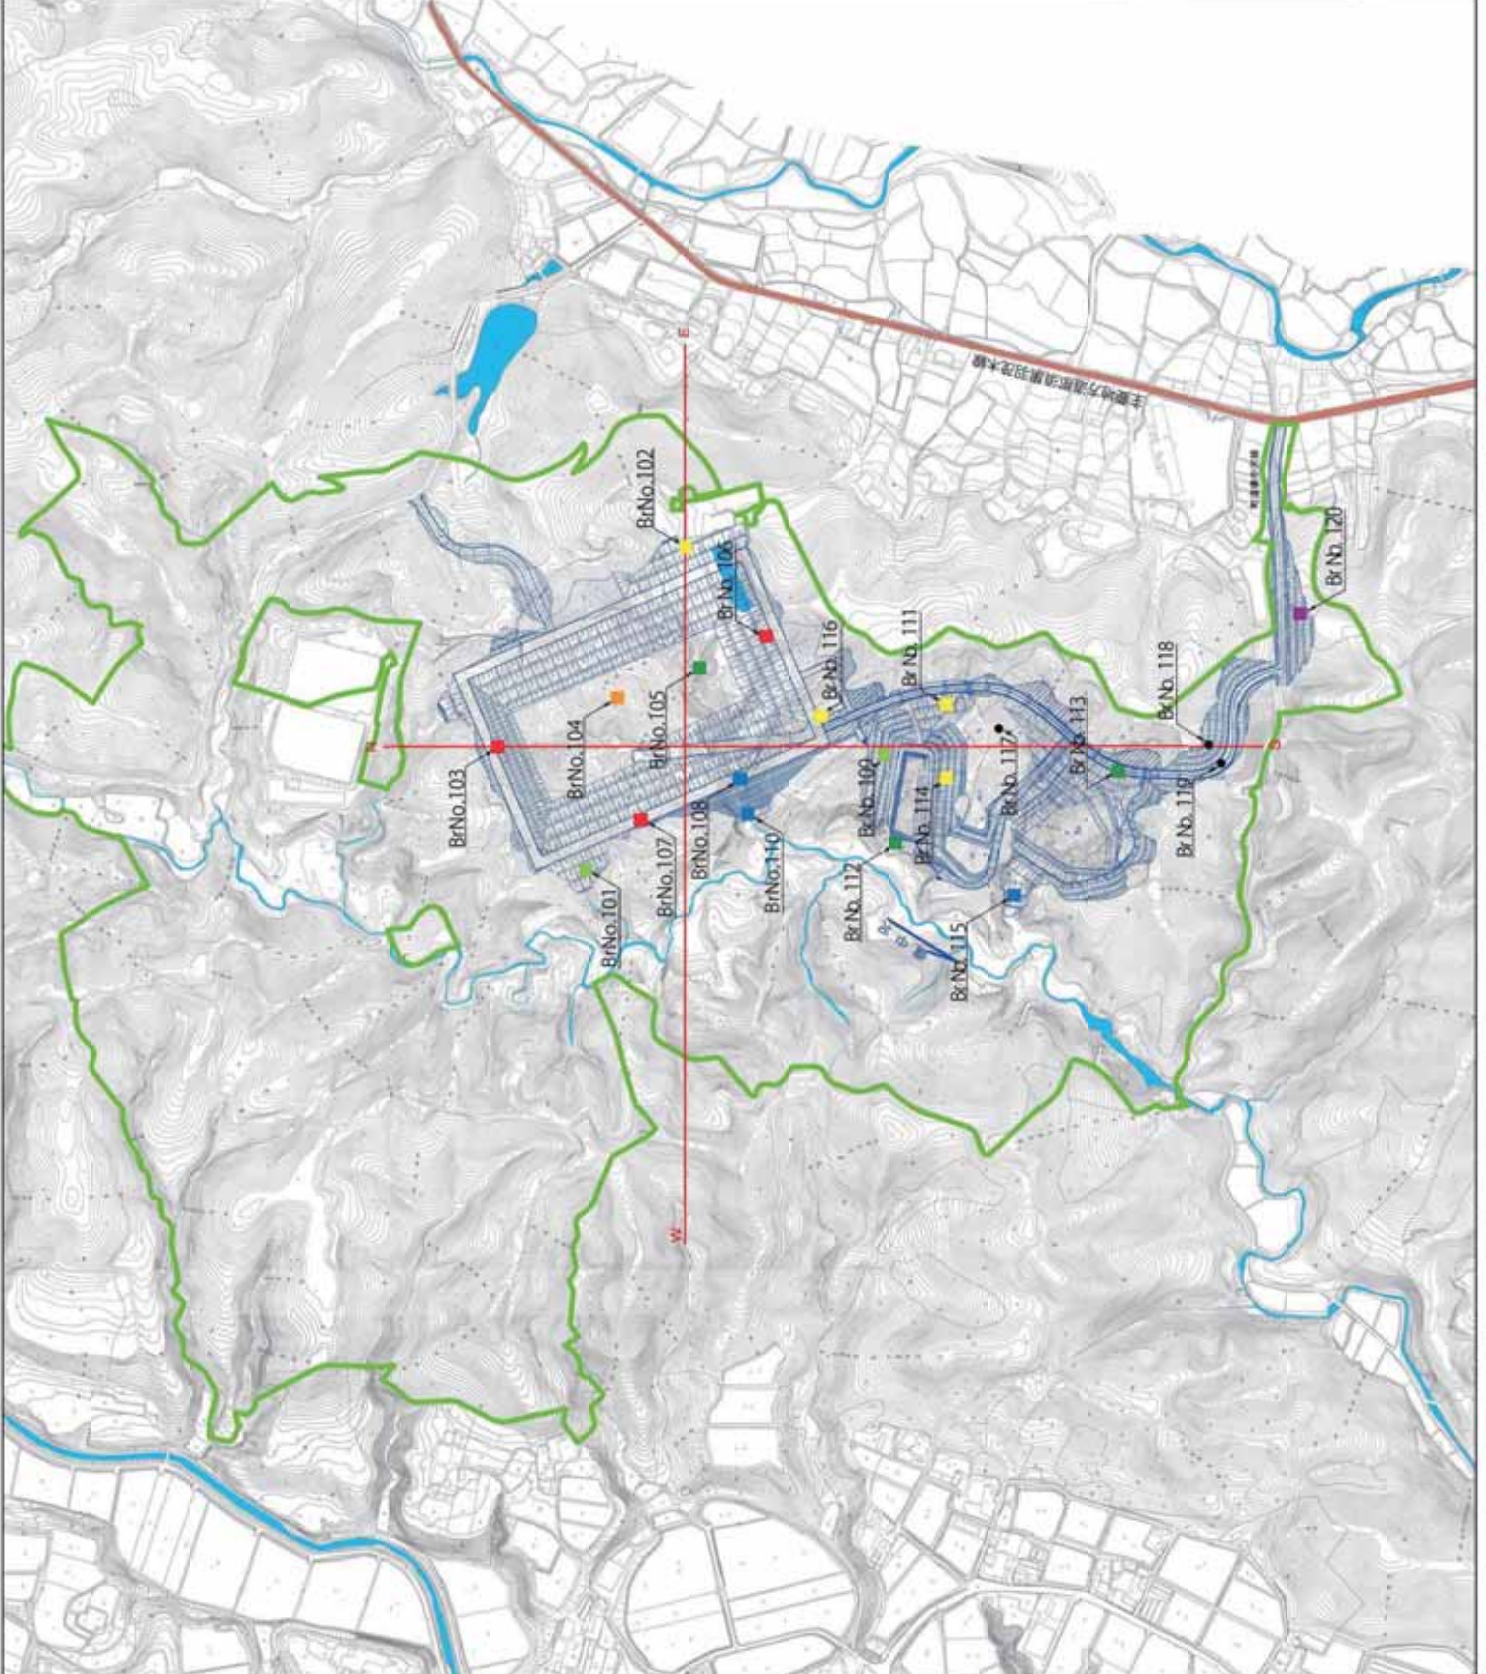 E
BrNo.102
BrNo.103
BrNo.104
BrNo.105
Br No. 106
BrNo.107
BrNo.108
BrNo.101
BrNo.110
Br No. 116
Br No. 111
Br No. 109
Br No. 114
Br No. 112
Br No. 117
Br No. 113
Br No. 118
Br No. 119
Br No. 120
Br No. 115
W